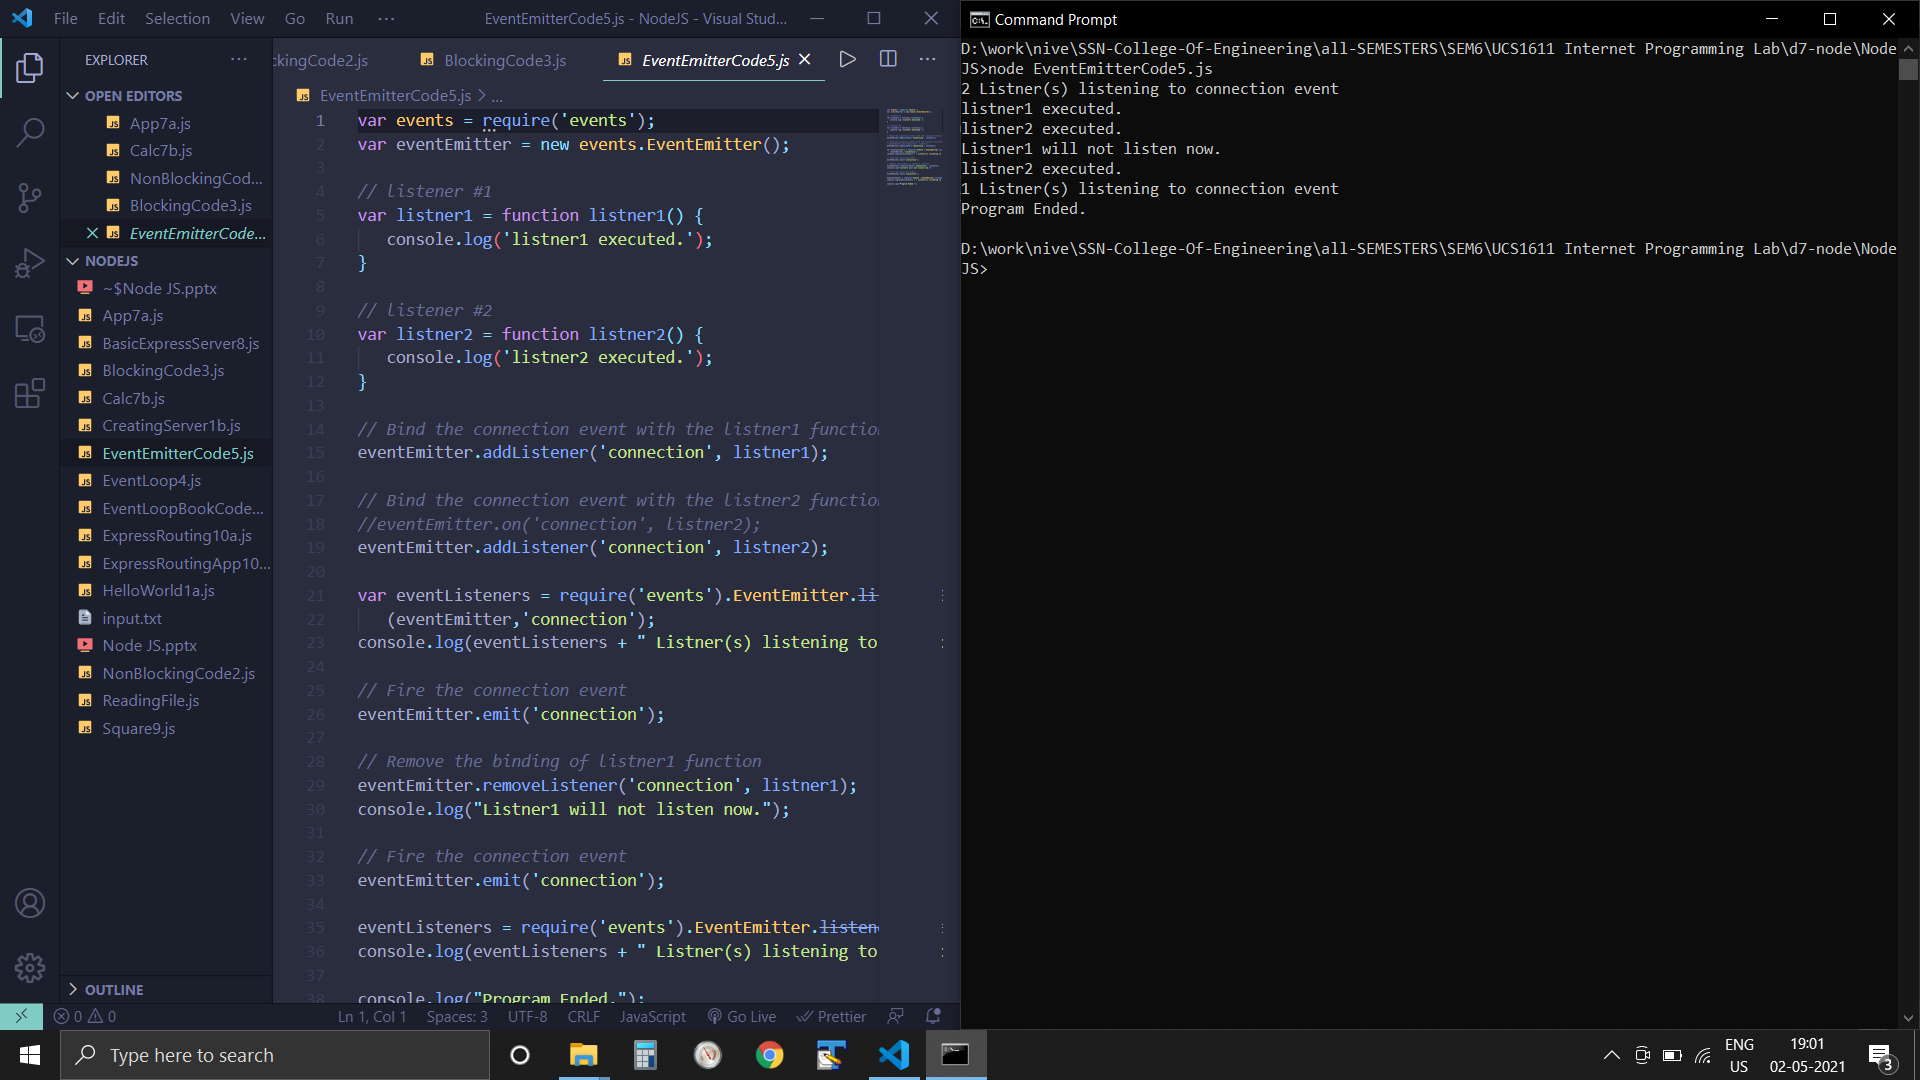 File Edit Selection View Go Run ··· EventEmitterCode5.js - NodeJS - Visual Stud...
EXPLORER
OPEN EDITORS
App7a.js
Calc7b.js
NonBlockingCod...
BlockingCode3.js
EventEmitterCode...
NODEJS
~$Node JS.pptx
App7a.js
BasicExpressServer8.js
BlockingCode3.js
Calc7b.js
CreatingServer1b.js
EventEmitterCode5.js
EventLoop4.js
EventLoopBookCode...
ExpressRouting10a.js
ExpressRoutingApp10...
HelloWorld1a.js
input.txt
Node JS.pptx
NonBlockingCode2.js
ReadingFile.js
Square9.js
OUTLINE
ckingCode2.js BlockingCode3.js EventEmitterCode5.js
EventEmitterCode5.js > ...
1 var events = require('events');
2 var eventEmitter = new events.EventEmitter();
3
4 // listener #1
5 var listner1 = function listner1() {
6 console.log('listner1 executed.');
7 }
8
9 // listener #2
10 var listner2 = function listner2() {
11 console.log('listner2 executed.');
12 }
13
14 // Bind the connection event with the listner1 functio
15 eventEmitter.addListener('connection', listner1);
16
17 // Bind the connection event with the listner2 functio
18 //eventEmitter.on('connection', listner2);
19 eventEmitter.addListener('connection', listner2);
20
21 var eventListeners = require('events').EventEmitter.li
22 (eventEmitter,'connection');
23 console.log(eventListeners + " Listner(s) listening to
24
25 // Fire the connection event
26 eventEmitter.emit('connection');
27
28 // Remove the binding of listner1 function
29 eventEmitter.removeListener('connection', listner1);
30 console.log("Listner1 will not listen now.");
31
32 // Fire the connection event
33 eventEmitter.emit('connection');
34
35 eventListeners = require('events').EventEmitter.listen
36 console.log(eventListeners + " Listner(s) listening to
37
38 console.log("Program Ended.");
0 0 Ln 1, Col 1 Spaces: 3 UTF-8 CRLF JavaScript Go Live Prettier
Command Prompt
D:\work\nive\SSN-College-Of-Engineering\all-SEMESTERS\SEM6\UCS1611 Internet Programming Lab\d7-node\Node
JS>node EventEmitterCode5.js
2 Listner(s) listening to connection event
listner1 executed.
listner2 executed.
Listner1 will not listen now.
listner2 executed.
1 Listner(s) listening to connection event
Program Ended.
D:\work\nive\SSN-College-Of-Engineering\all-SEMESTERS\SEM6\UCS1611 Internet Programming Lab\d7-node\Node
JS>
Type here to search
ENG
US
19:01
02-05-2021
3